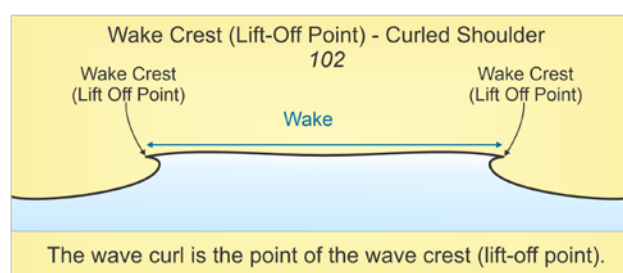 Wake Crest (Lift-Off Point) - Curled Shoulder
102
Wake Crest
(Lift Off Point)
Wake Crest
(Lift Off Point)
Wake
The wave curl is the point of the wave crest (lift-off point).